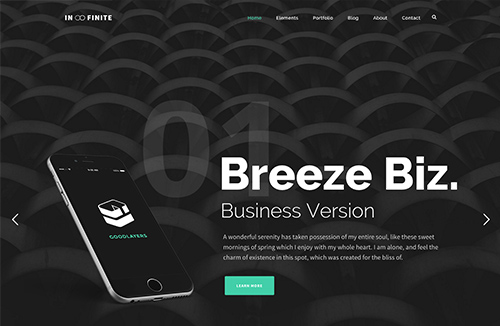 IN FINITE
Home Elements Portfolio Blog About Contact
01
Breeze Biz.
Business Version
A wonderful serenity has taken possession of my entire soul, like these sweet
mornings of spring which I enjoy with my whole heart. I am alone, and feel the
charm of existence in this spot, which was created for the bliss of.
GOODLAYERS
LEARN MORE